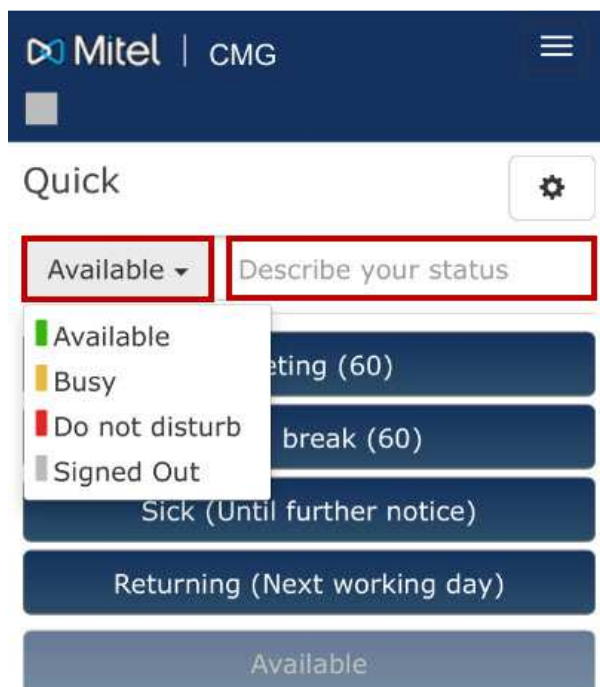 Mitel | CMG
Quick
Available Describe your status
Available
Busy
Do not disturb
Signed Out
eting (60)
break (60)
Sick (Until further notice)
Returning (Next working day)
Available